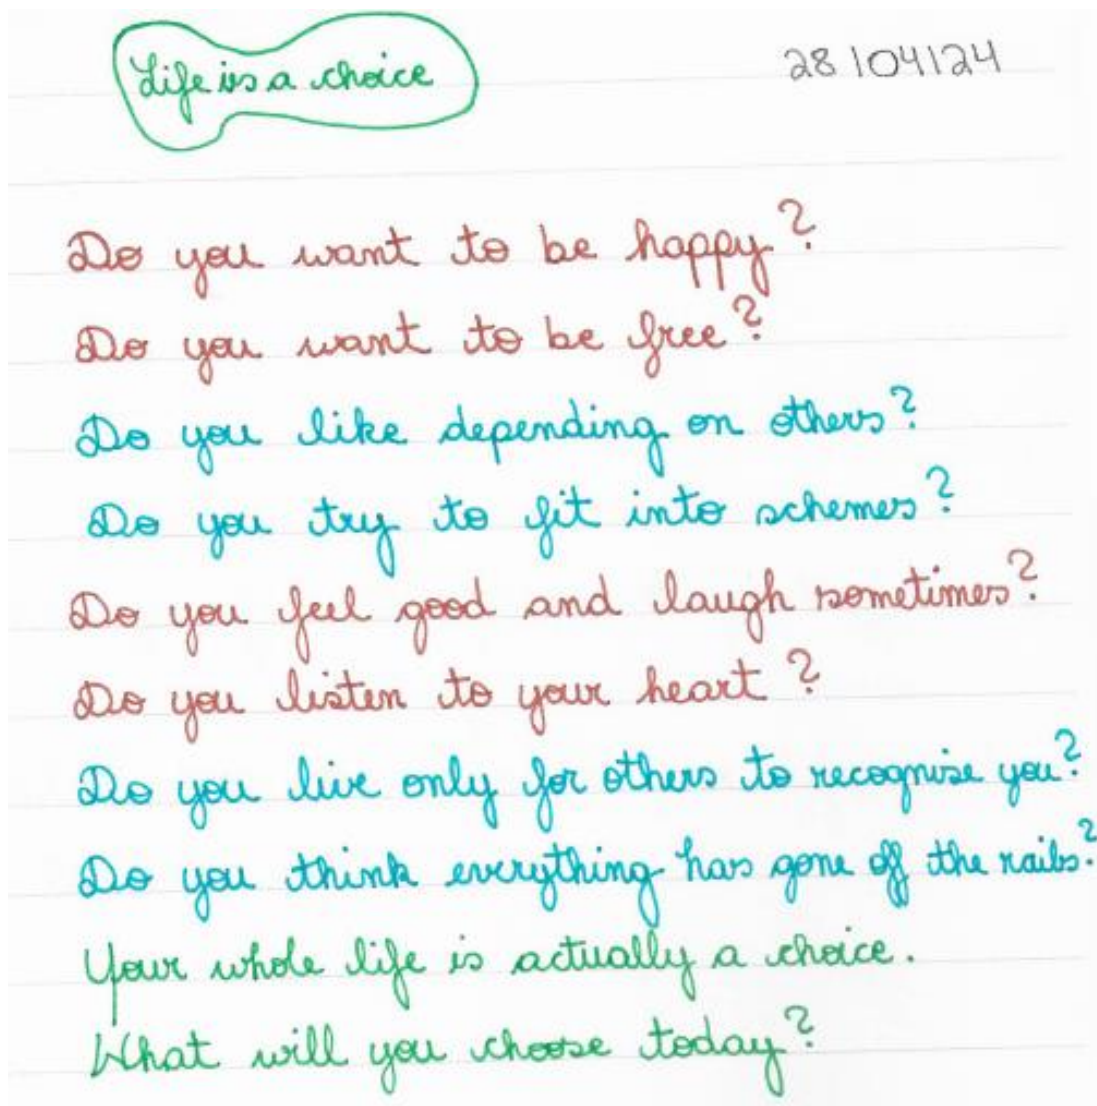 Life is a choice
28/04/24
Do you want to be happy?
Do you want to be free?
Do you like depending on others?
Do you try to fit into schemes?
Do you feel good and laugh sometimes?
Do you listen to your heart?
Do you live only for others to recognise you?
Do you think everything has gone off the rails?
Your whole life is actually a choice.
What will you choose today?